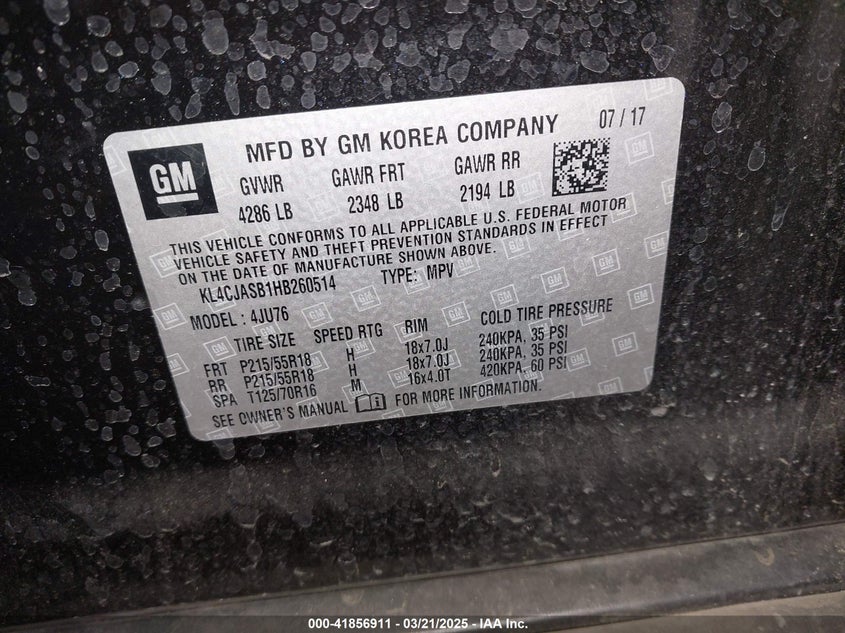 GM
MFD BY GM KOREA COMPANY 07 / 17
GVWR GAWR FRT GAWR RR
4286 LB 2348 LB 2194 LB
THIS VEHICLE CONFORMS TO ALL APPLICABLE U.S. FEDERAL MOTOR
VEHICLE SAFETY AND THEFT PREVENTION STANDARDS IN EFFECT
ON THE DATE OF MANUFACTURE SHOWN ABOVE.
KL4CJASB1HB260514 TYPE: MPV
MODEL : 4JU76
TIRE SIZE SPEED RTG RIM COLD TIRE PRESSURE
FRT P215/55R18 H 18x7.0J 240KPA, 35 PSI
RR P215/55R18 H 18x7.0J 240KPA, 35 PSI
SPA T125/70R16 M 16x4.0T 420KPA, 60 PSI
SEE OWNER'S MANUAL FOR MORE INFORMATION.
000-41856911 - 03/21/2025 - IAA Holdings, LLC.